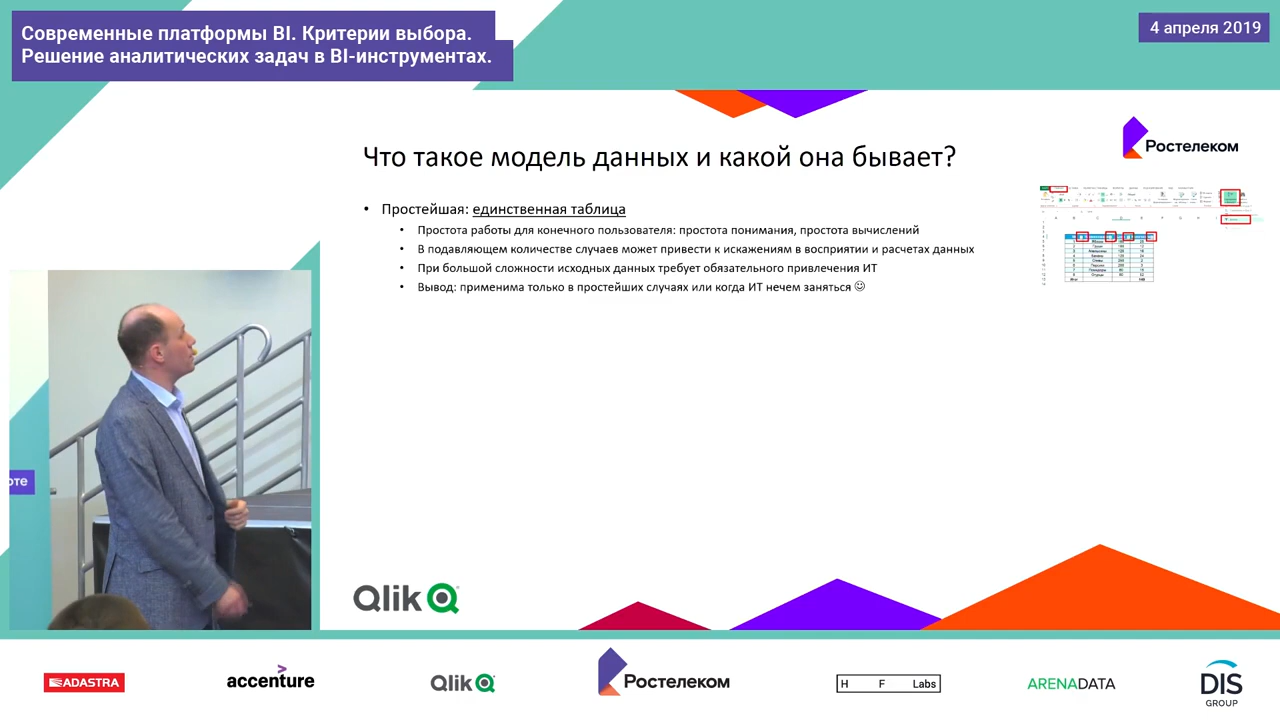 Современные платформы BI. Критерии выбора.
Решение аналитических задач в BI-инструментах.
4 апреля 2019
Ростелеком
Что такое модель данных и какой она бывает?
• Простейшая: единственная таблица
• Простота работы для конечного пользователя: простота понимания, простота вычислений
• В подавляющем количестве случаев может привести к искажениям в восприятии и расчетах данных
• При большой сложности исходных данных требует обязательного привлечения ИТ
• Вывод: применима только в простейших случаях или когда ИТ нечем заняться ☺
Qlik
ADASTRA
accenture
Qlik
Ростелеком
H F Labs
ARENADATA
DIS
GROUP